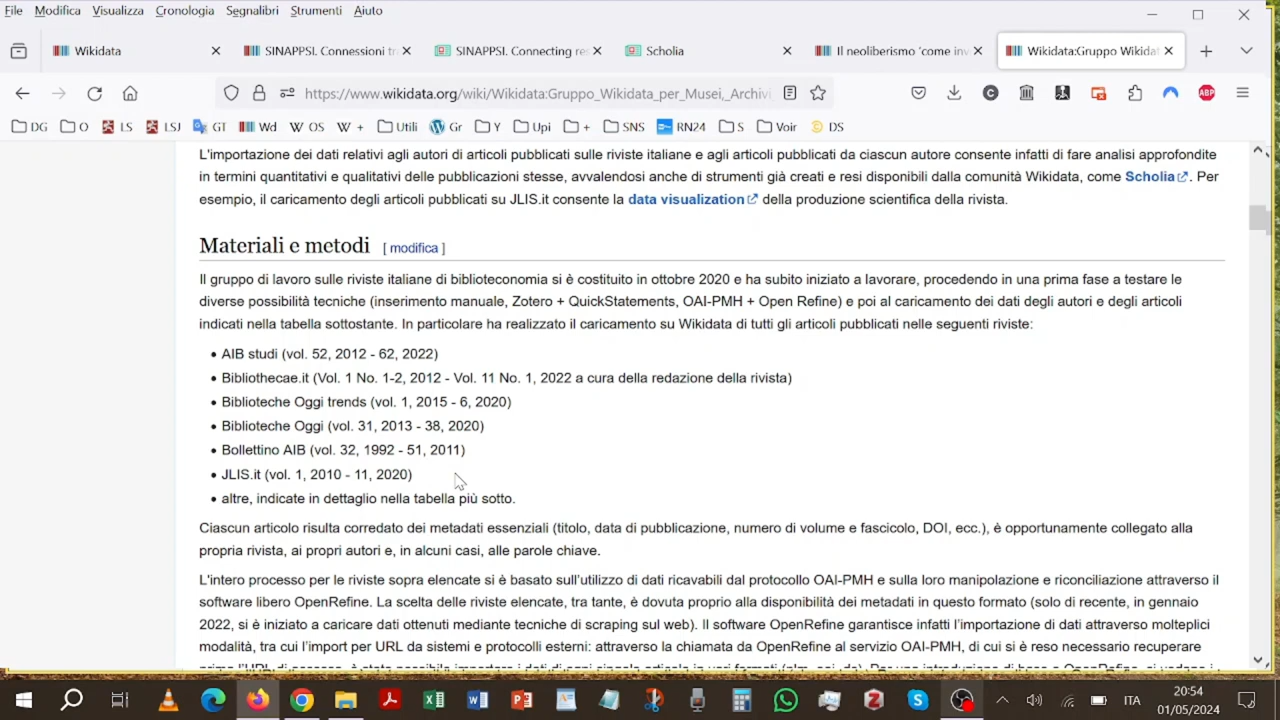 File Modifica Visualizza Cronologia Segnalibri Strumenti Aiuto
Wikidata SINAPPSI. Connessioni tr SINAPPSI. Connecting re Scholia Il neoliberismo 'come inv Wikidata:Gruppo Wikidat
https://www.wikidata.org/wiki/Wikidata:Gruppo_Wikidata_per_Musei,_Archivi ABP
DG O LS LSJ GT Wd OS + Utili Gr Y Upi + SNS RN24 S Voir DS
L'importazione dei dati relativi agli autori di articoli pubblicati sulle riviste italiane e agli articoli pubblicati da ciascun autore consente infatti di fare analisi approfondite
in termini quantitativi e qualitativi delle pubblicazioni stesse, avvalendosi anche di strumenti già creati e resi disponibili dalla comunità Wikidata, come Scholia. Per
esempio, il caricamento degli articoli pubblicati su JLIS.it consente la data visualization della produzione scientifica della rivista.
Materiali e metodi [ modifica ]
Il gruppo di lavoro sulle riviste italiane di biblioteconomia si è costituito in ottobre 2020 e ha subito iniziato a lavorare, procedendo in una prima fase a testare le
diverse possibilità tecniche (inserimento manuale, Zotero + QuickStatements, OAI-PMH + Open Refine) e poi al caricamento dei dati degli autori e degli articoli
indicati nella tabella sottostante. In particolare ha realizzato il caricamento su Wikidata di tutti gli articoli pubblicati nelle seguenti riviste:
• AIB studi (vol. 52, 2012 - 62, 2022)
• Bibliothecae.it (Vol. 1 No. 1-2, 2012 - Vol. 11 No. 1, 2022 a cura della redazione della rivista)
• Biblioteche Oggi trends (vol. 1, 2015 - 6, 2020)
• Biblioteche Oggi (vol. 31, 2013 - 38, 2020)
• Bollettino AIB (vol. 32, 1992 - 51, 2011)
• JLIS.it (vol. 1, 2010 - 11, 2020)
• altre, indicate in dettaglio nella tabella più sotto.
Ciascun articolo risulta corredato dei metadati essenziali (titolo, data di pubblicazione, numero di volume e fascicolo, DOI, ecc.), è opportunamente collegato alla
propria rivista, ai propri autori e, in alcuni casi, alle parole chiave.
L'intero processo per le riviste sopra elencate si è basato sull'utilizzo di dati ricavabili dal protocollo OAI-PMH e sulla loro manipolazione e riconciliazione attraverso il
software libero OpenRefine. La scelta delle riviste elencate, tra tante, è dovuta proprio alla disponibilità dei metadati in questo formato (solo di recente, in gennaio
2022, si è iniziato a caricare dati ottenuti mediante tecniche di scraping sul web). Il software OpenRefine garantisce infatti l'importazione di dati attraverso molteplici
modalità, tra cui l'import per URL da sistemi e protocolli esterni: attraverso la chiamata da OpenRefine al servizio OAI-PMH, di cui si è reso necessario recuperare
ITA 20:54
01/05/2024